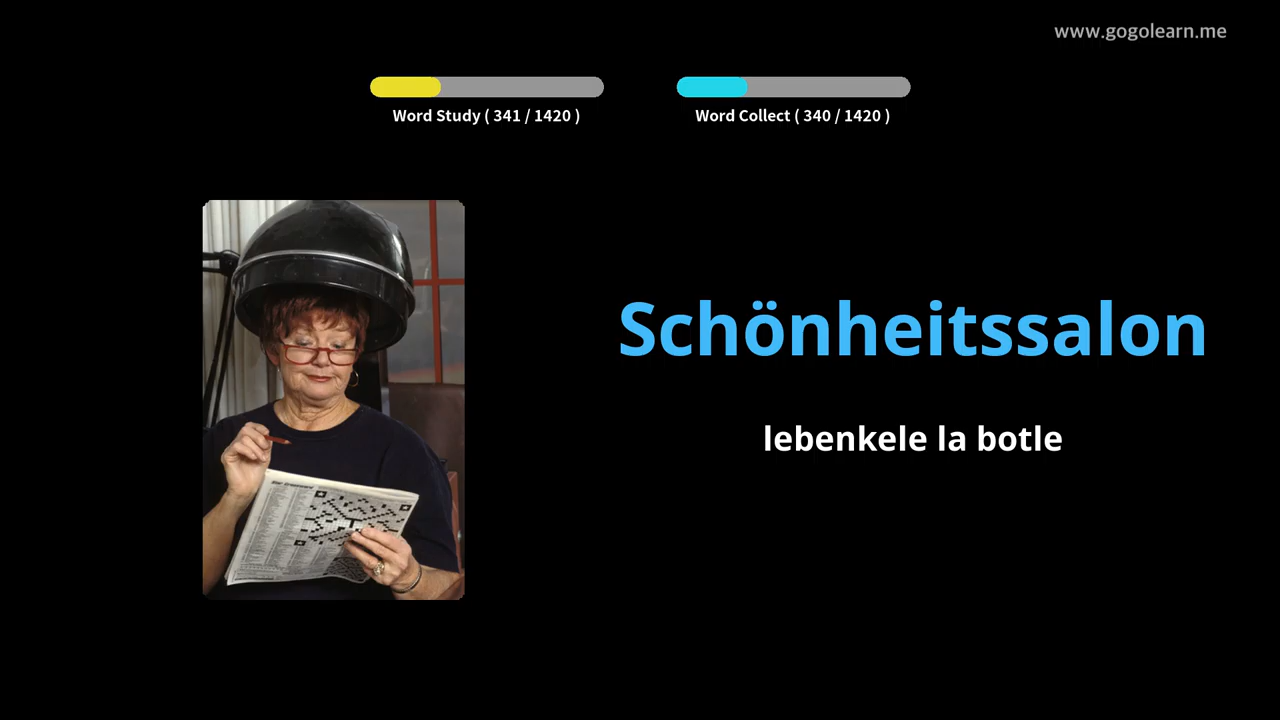 www.gogolearn.me
Word Study ( 341 / 1420 )
Word Collect ( 340 / 1420 )
Schönheitssalon
lebenkele la botle